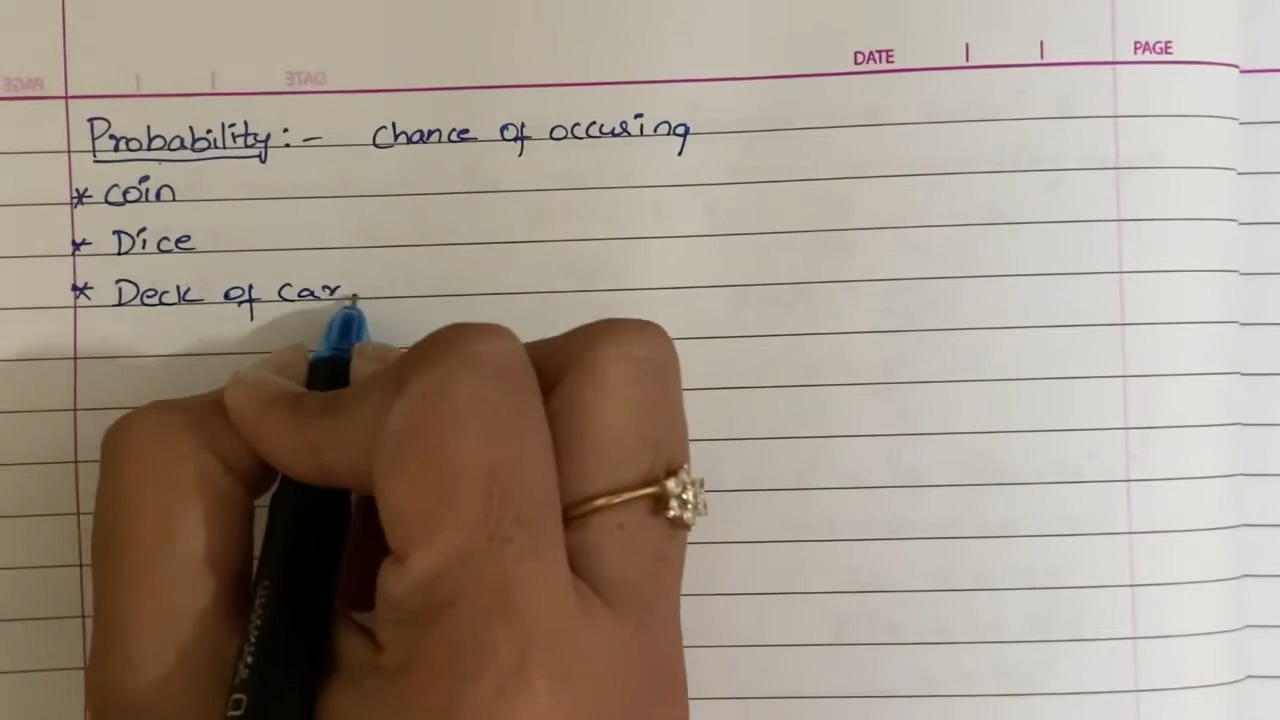 DATE | | PAGE
Probability:- Chance of occusing
* Coin
* Dice
* Deck of car